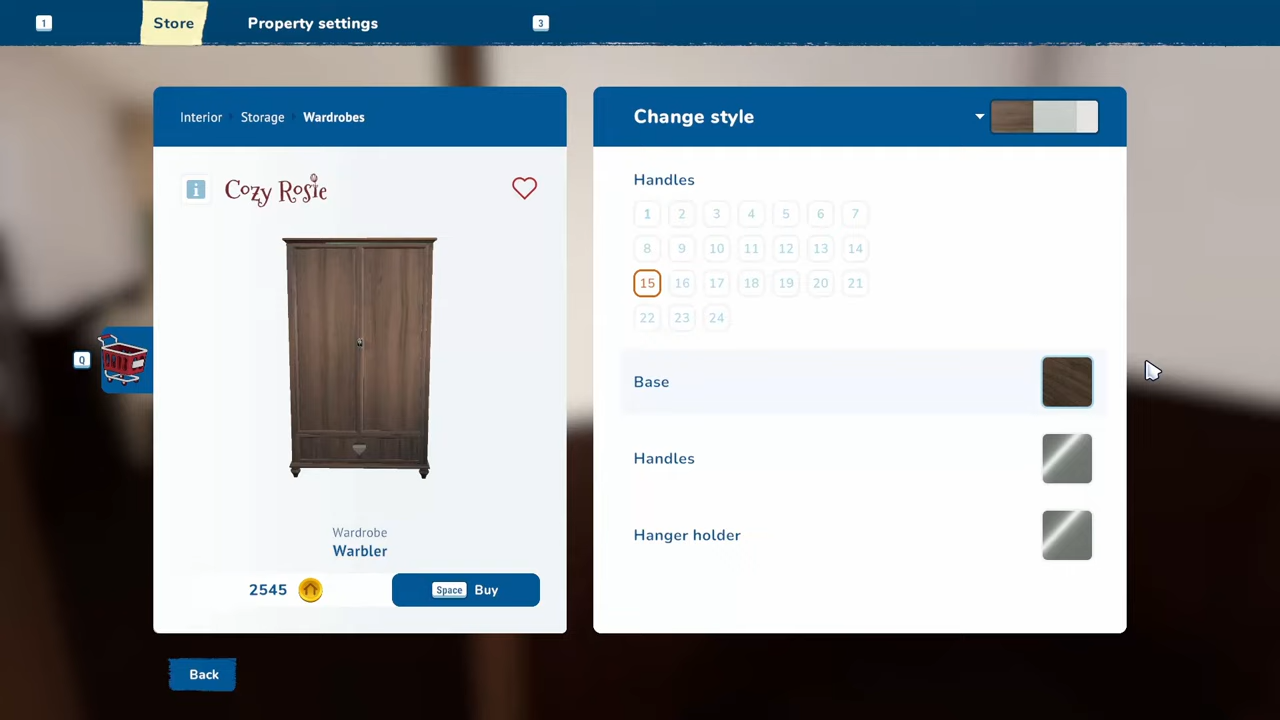 1
Store
Property settings
3
Interior Storage Wardrobes
i Cozy Rosie
Wardrobe
Warbler
2545
Space Buy
Q
Back
Change style
Handles
1 2 3 4 5 6 7
8 9 10 11 12 13 14
15 16 17 18 19 20 21
22 23 24
Base
Handles
Hanger holder